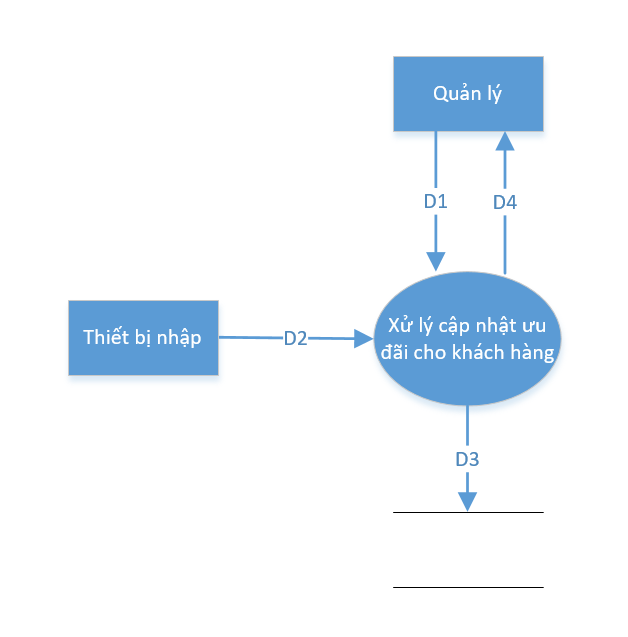 Quản lý
D1
D4
Thiết bị nhập
D2
Xử lý cập nhật ưu
đãi cho khách hàng
D3